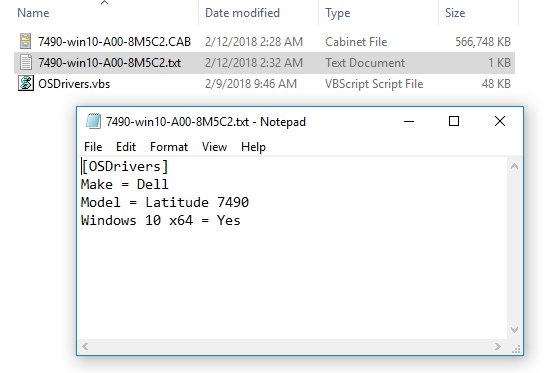 Name Date modified Type Size
7490-win10-A00-8M5C2.CAB 2/12/2018 2:28 AM Cabinet File 566,748 KB
7490-win10-A00-8M5C2.txt 2/12/2018 2:32 AM Text Document 1 KB
OSDrivers.vbs 2/9/2018 9:46 AM VBScript Script File 48 KB
7490-win10-A00-8M5C2.txt - Notepad
File Edit Format View Help
[OSDrivers]
Make = Dell
Model = Latitude 7490
Windows 10 x64 = Yes